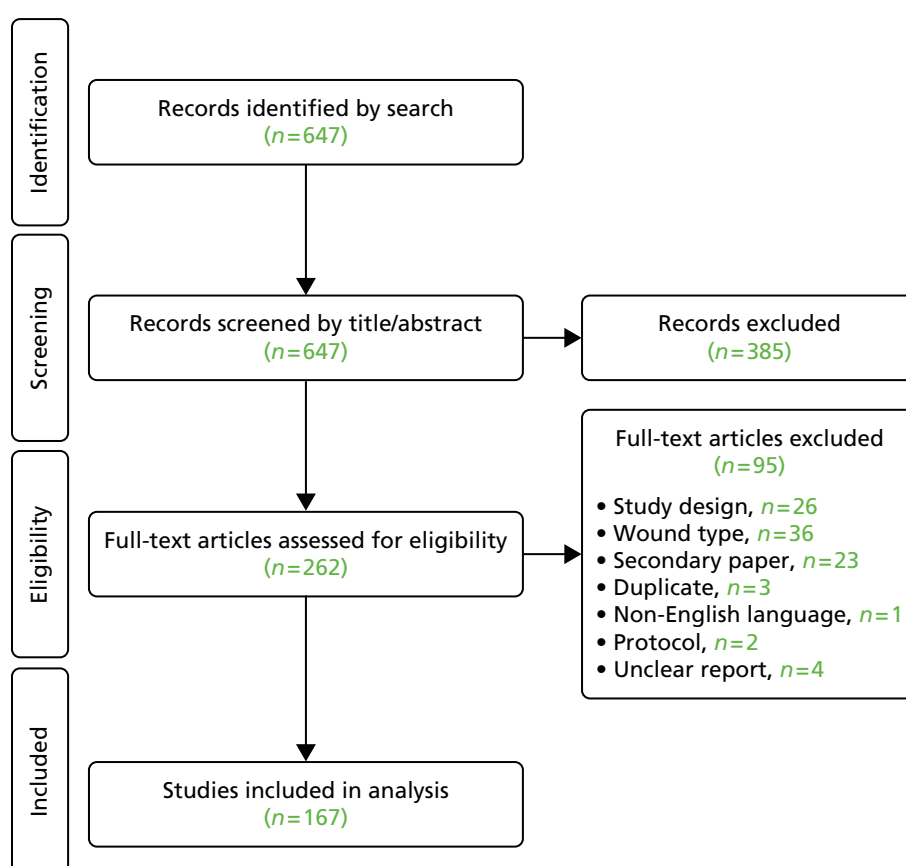 Identification
Records identified by search
(n=647)
Screening
Records screened by title/abstract
(n=647)
Records excluded
(n=385)
Eligibility
Full-text articles assessed for eligibility
(n=262)
Full-text articles excluded
(n=95)
• Study design, n=26
• Wound type, n=36
• Secondary paper, n=23
• Duplicate, n=3
• Non-English language, n=1
• Protocol, n=2
• Unclear report, n=4
Included
Studies included in analysis
(n=167)